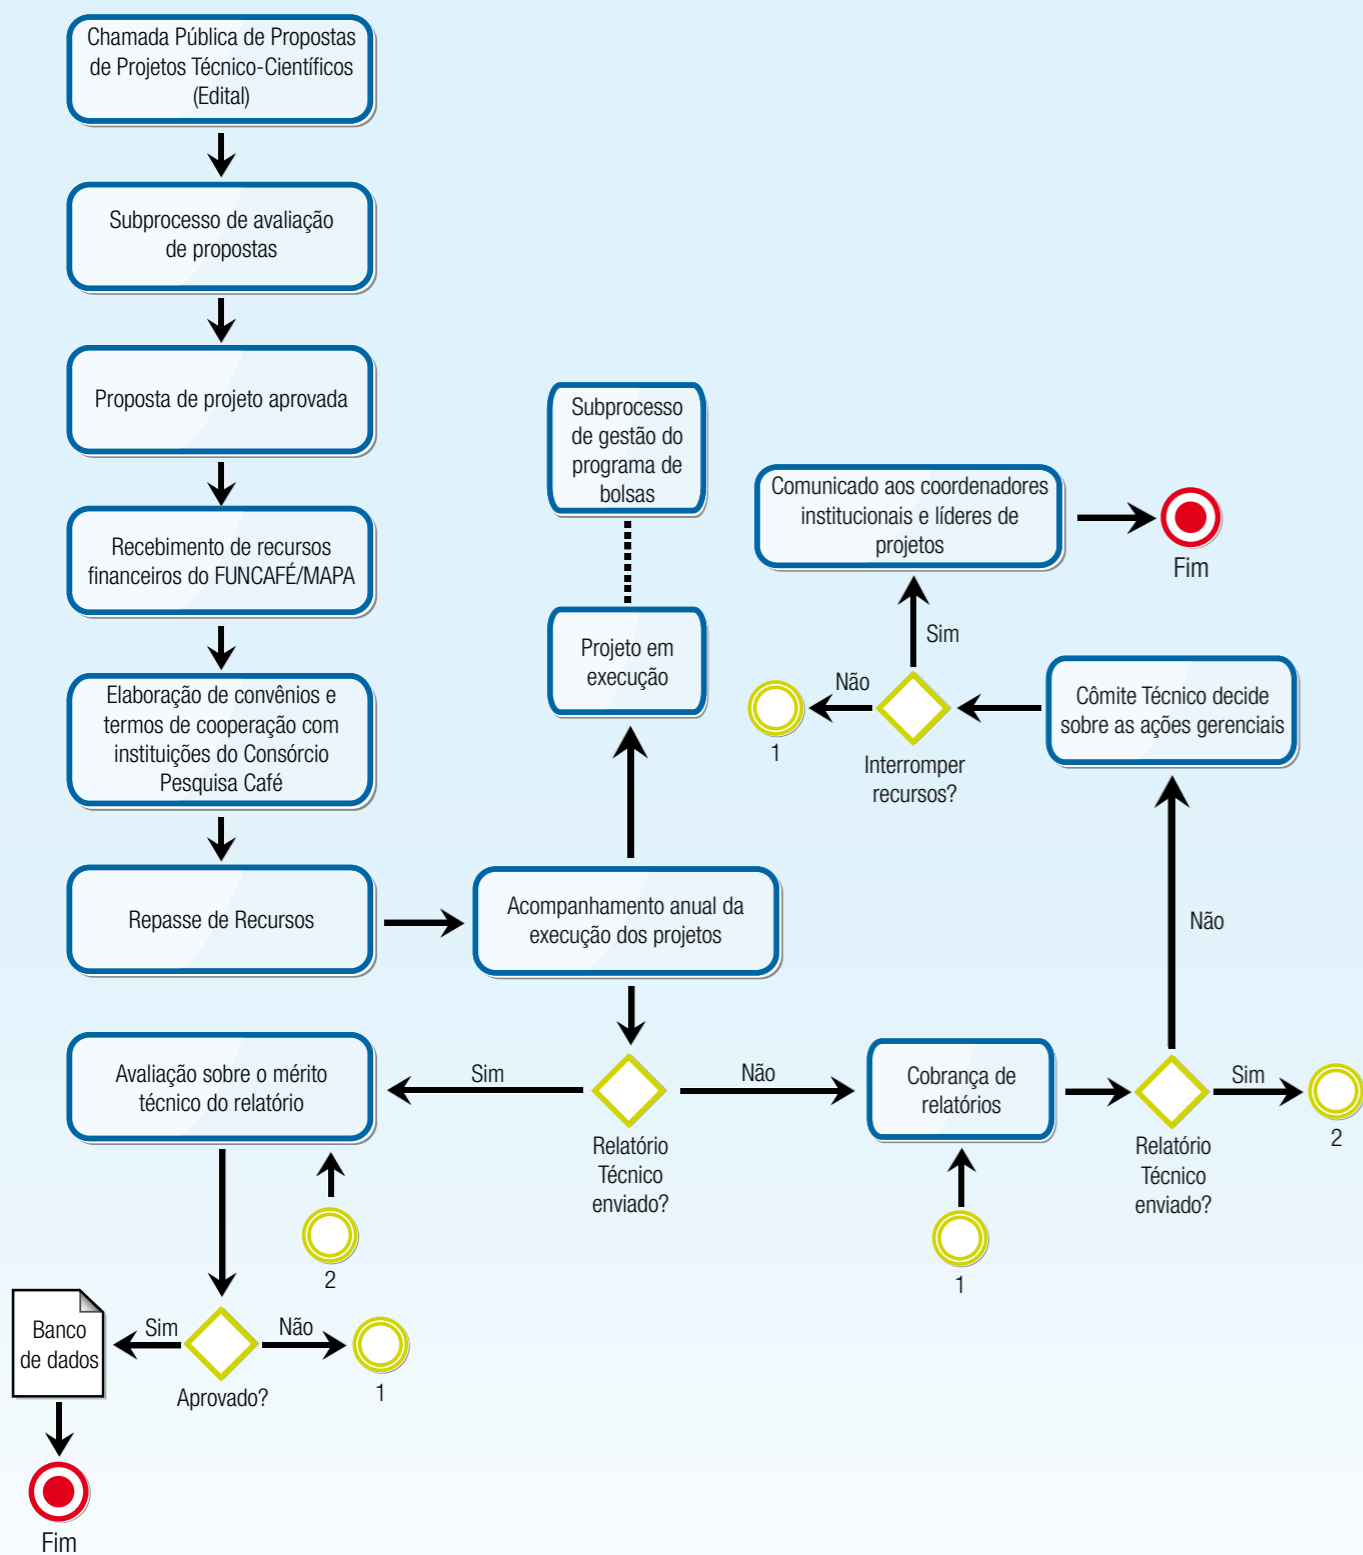 Chamada Pública de Propostas
de Projetos Técnico-Científicos
(Edital)
Subprocesso de avaliação
de propostas
Proposta de projeto aprovada
Recebimento de recursos
financeiros do FUNCAFÉ/MAPA
Elaboração de convênios e
termos de cooperação com
instituições do Consórcio
Pesquisa Café
Repasse de Recursos
Acompanhamento anual da
execução dos projetos
Projeto em
execução
Subprocesso
de gestão do
programa de
bolsas
Relatório
Técnico
enviado?
Sim
Avaliação sobre o mérito
técnico do relatório
2
Aprovado?
Sim
Banco
de dados
Fim
Não
1
Não
Cobrança de
relatórios
1
Relatório
Técnico
enviado?
Sim
2
Não
Cômite Técnico decide
sobre as ações gerenciais
Interromper
recursos?
Não
1
Sim
Comunicado aos coordenadores
institucionais e líderes de
projetos
Fim